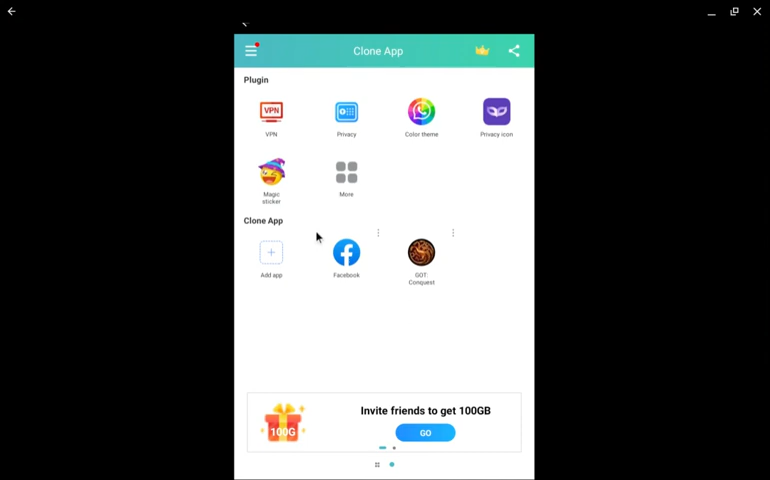 Clone App
Plugin
VPN
VPN
Privacy
Color theme
Privacy icon
Magic
sticker
More
Clone App
Add app
Facebook
GOT:
Conquest
Invite friends to get 100GB
100G
GO